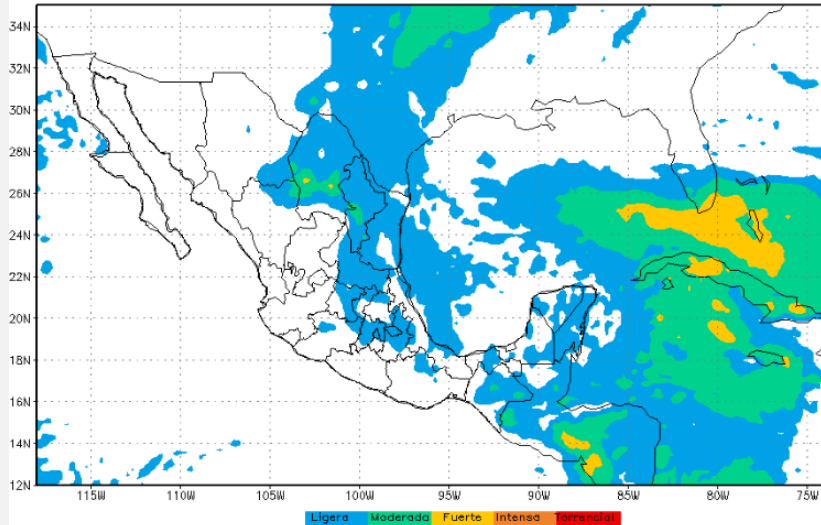 34N
32N
30N
28N
26N
24N
22N
20N
18N
16N
14N
12N
115W 110W 105W 100W 95W 90W 85W 80W 75W
Ligera Moderada Fuerte Intensa Torrencial